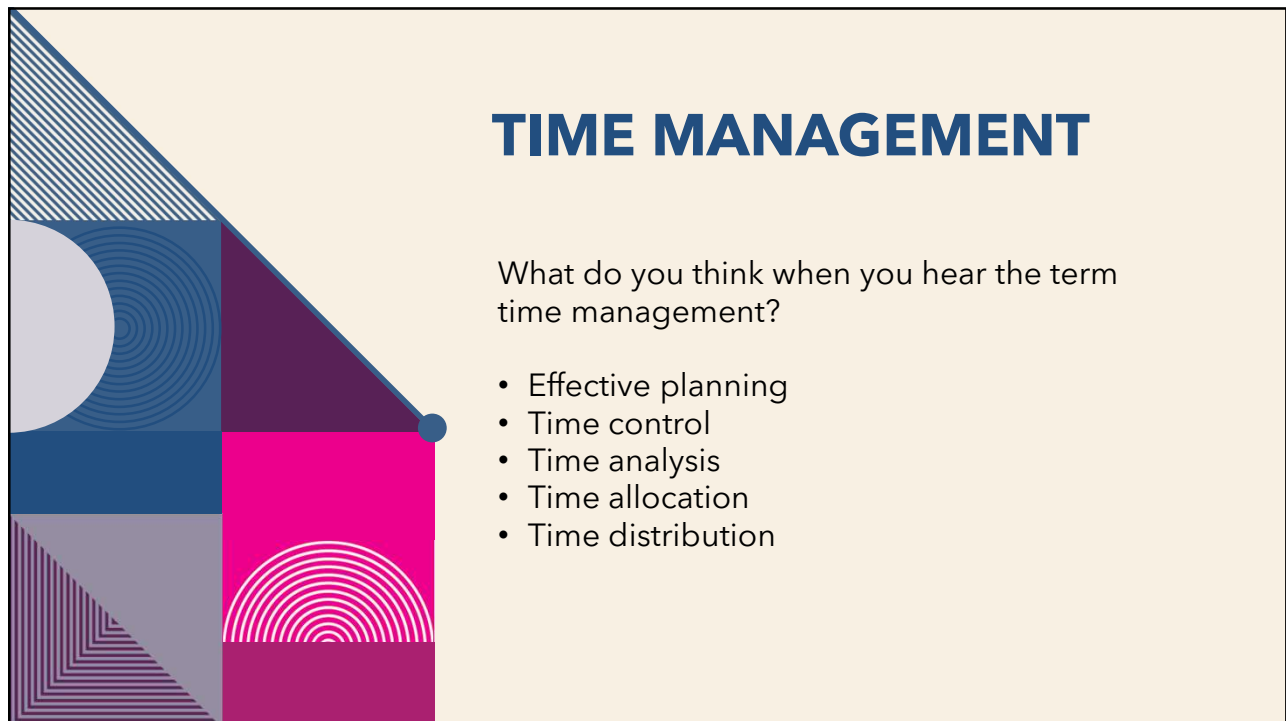 TIME MANAGEMENT
What do you think when you hear the term
time management?
• Effective planning
• Time control
• Time analysis
• Time allocation
• Time distribution